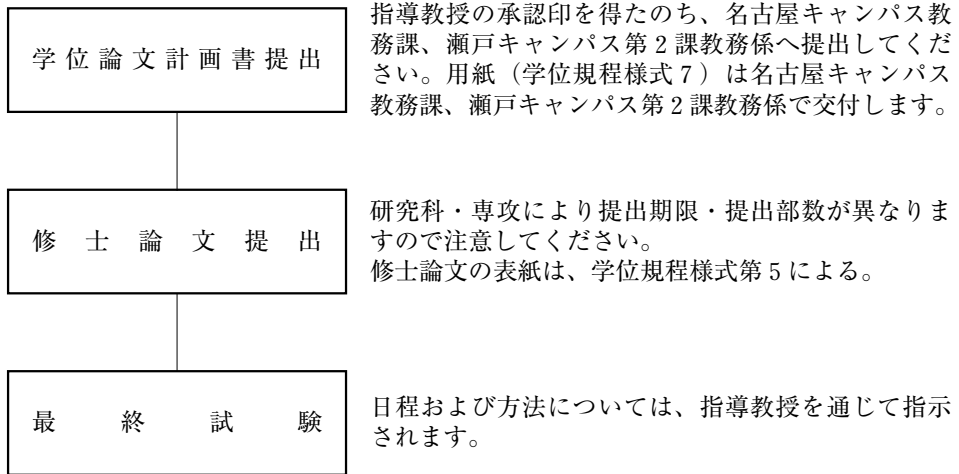 学位論文計画書提出
指導教授の承認印を得たのち、名古屋キャンパス教
務課、瀬戸キャンパス第2課教務係へ提出してくだ
さい。用紙（学位規程様式7）は名古屋キャンパス
教務課、瀬戸キャンパス第2課教務係で交付します。
修士論文提出
研究科・専攻により提出期限・提出部数が異なりま
すので注意してください。
修士論文の表紙は、学位規程様式第5による。
最終試験
日程および方法については、指導教授を通じて指示
されます。